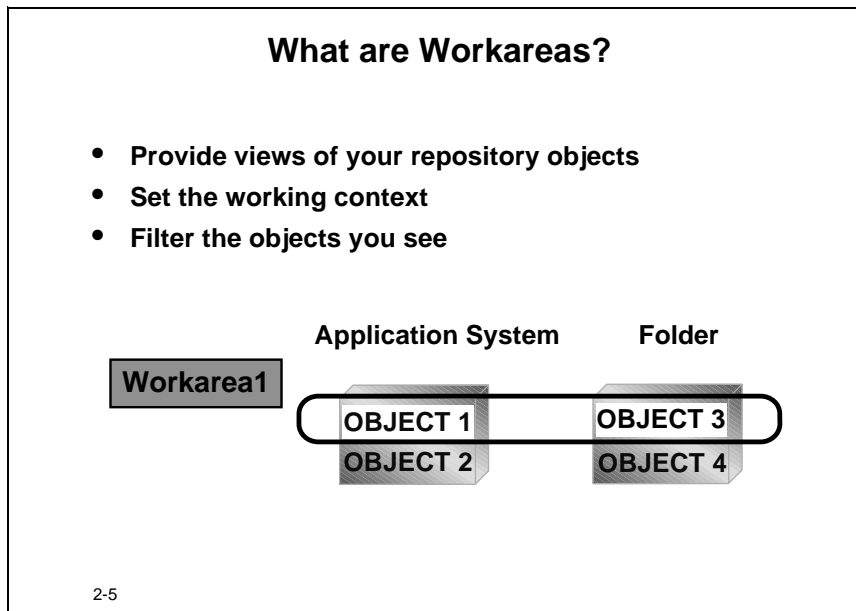 What are Workareas?
• Provide views of your repository objects
• Set the working context
• Filter the objects you see
Application System Folder
Workarea1
OBJECT 1 OBJECT 3
OBJECT 2 OBJECT 4
2-5